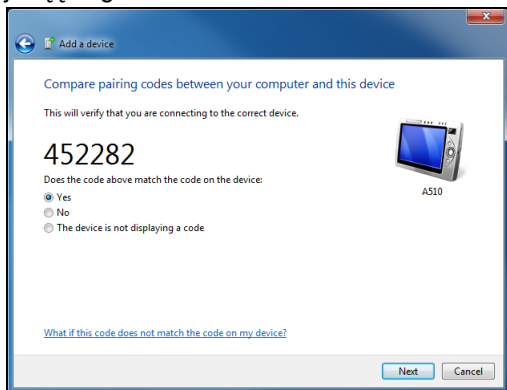 Add a device
Compare pairing codes between your computer and this device
This will verify that you are connecting to the correct device.
452282
Does the code above match the code on the device:
Yes
No
The device is not displaying a code
A510
What if this code does not match the code on my device?
Next Cancel